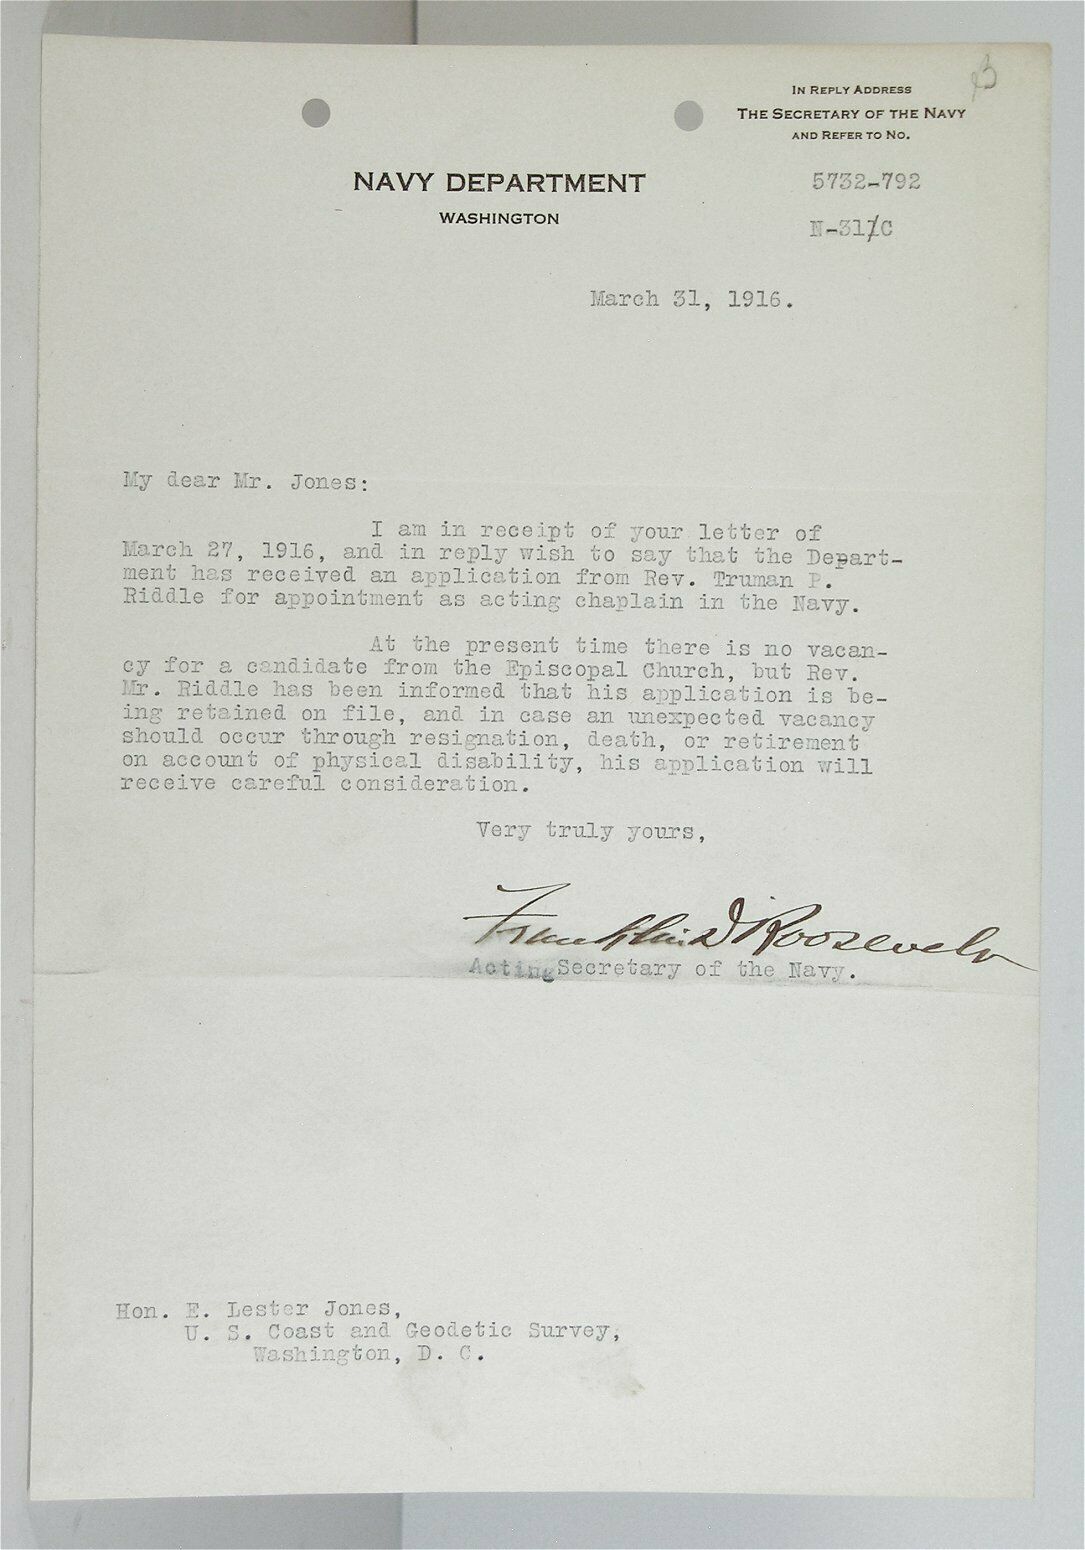 IN REPLY ADDRESS
THE SECRETARY OF THE NAVY
AND REFER TO NO.
NAVY DEPARTMENT
WASHINGTON
5732-792
N-31/C
March 31, 1916.
My dear Mr. Jones:
I am in receipt of your letter of
March 27, 1916, and in reply wish to say that the Depart-
ment has received an application from Rev. Truman P.
Riddle for appointment as acting chaplain in the Navy.
At the present time there is no vacan-
cy for a candidate from the Episcopal Church, but Rev.
Mr. Riddle has been informed that his application is be-
ing retained on file, and in case an unexpected vacancy
should occur through resignation, death, or retirement
on account of physical disability, his application will
receive careful consideration.
Very truly yours,
Franklin D Roosevelt
Acting Secretary of the Navy.
Hon. E. Lester Jones,
U. S. Coast and Geodetic Survey,
Washington, D. C.